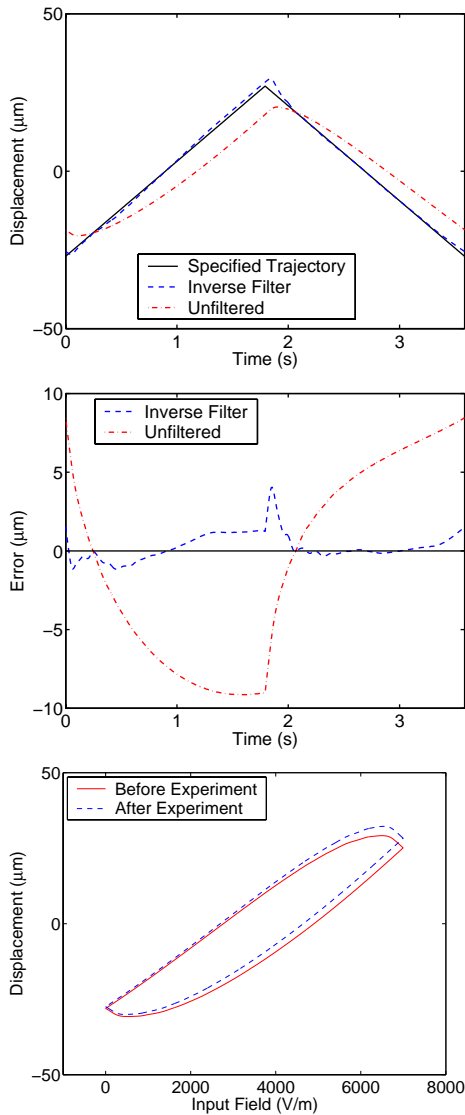 50
0
−50
0
1
2
3
Displacement (μm)
Time (s)
Specified Trajectory
Inverse Filter
Unfiltered
10
5
0
−5
−10
0
1
2
3
Error (μm)
Time (s)
Inverse Filter
Unfiltered
50
0
−50
0
2000
4000
6000
8000
Displacement (μm)
Input Field (V/m)
Before Experiment
After Experiment